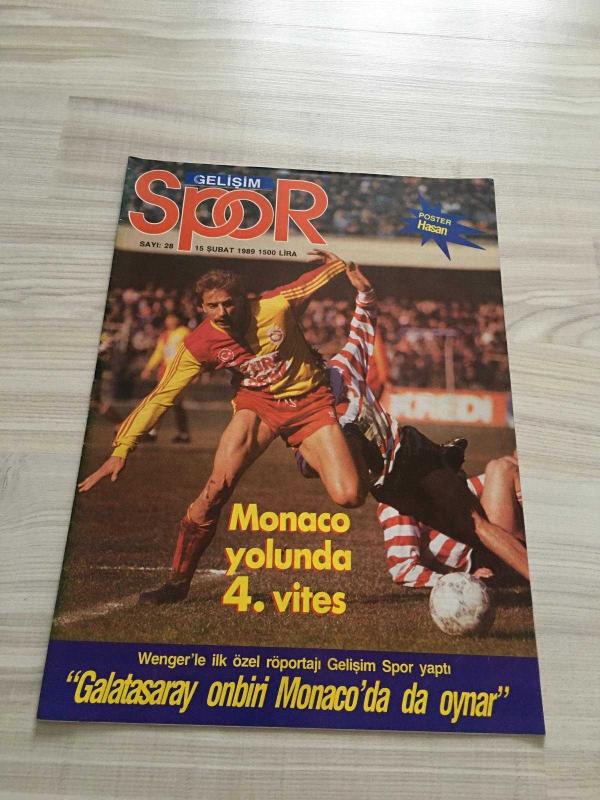 GELİŞİM
SpoR
SAYI: 28 15 ŞUBAT 1989 1500 LİRA
POSTER
Hasan
KREDİ
Monaco
yolunda
4. vites
Wenger'le ilk özel röportajı Gelişim Spor yaptı
“Galatasaray onbiri Monaco'da da oynar”